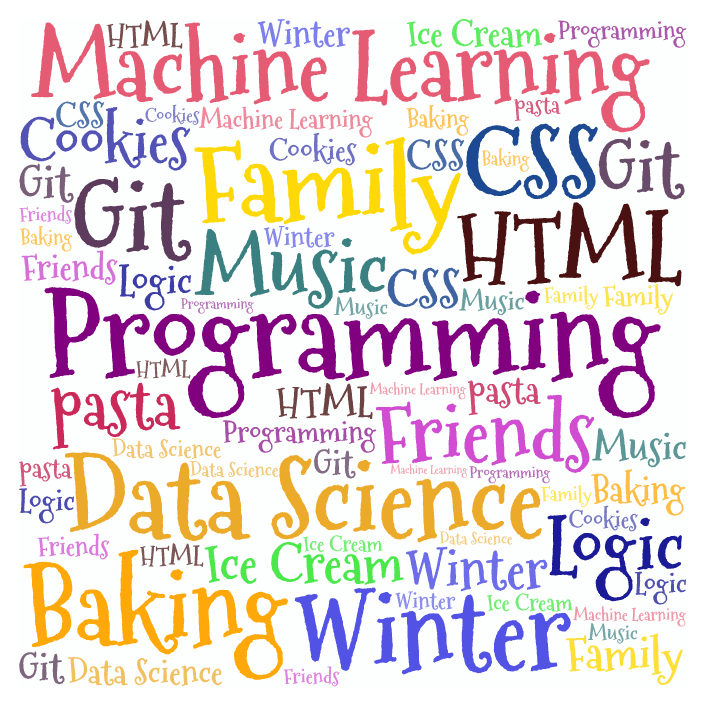 HTML Winter Ice Cream Programming
Machine Learning
CSS Cookies Machine Learning Baking pasta
Cookies Family Cookies CSS Baking CSS Git
Git Git
Friends
Baking Music Winter HTML
Friends Logic CSS Music Family Family
Programming Music
Programming
HTML
pasta HTML Machine Learning pasta
Programming Friends Music
Data Science
pasta Data Science Git Machine Learning Programming
Logic Data Science Family Baking
Cookies
Friends HTML Ice Cream Data Science Logic
Ice Cream Winter Logic
Baking Winter Winter Ice Cream Machine Learning
Music
Git Data Science Friends Family